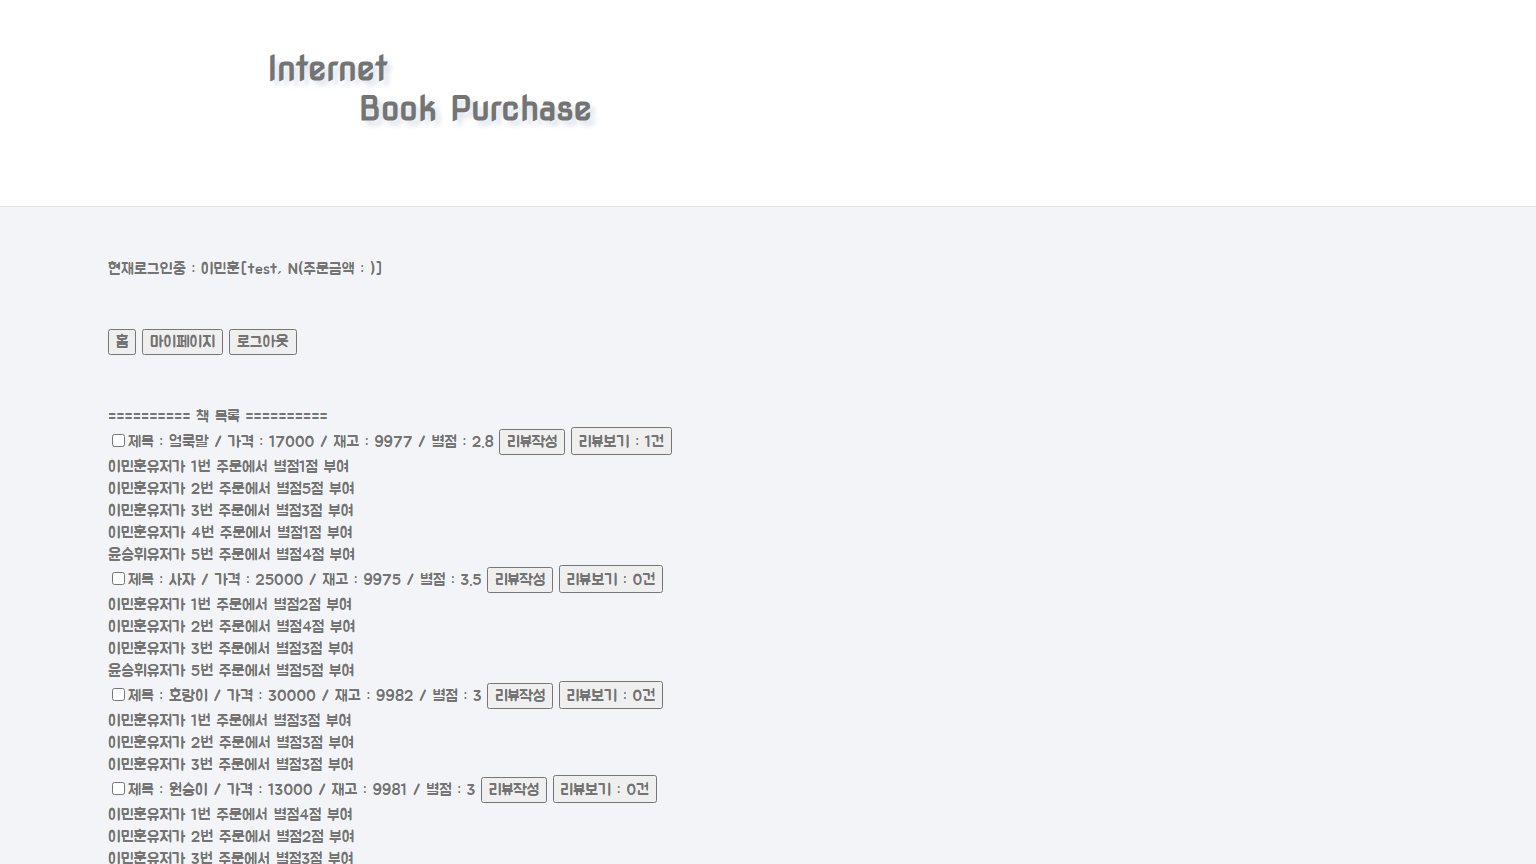 Internet
Book Purchase
현재로그인중 : 이민훈[test, N(주문금액 : )]
홈 마이페이지 로그아웃
========== 책 목록 ==========
제목 : 얼룩말 / 가격 : 17000 / 재고 : 9977 / 별점 : 2.8 리뷰작성 리뷰보기 : 1건
이민훈유저가 1번 주문에서 별점1점 부여
이민훈유저가 2번 주문에서 별점5점 부여
이민훈유저가 3번 주문에서 별점3점 부여
이민훈유저가 4번 주문에서 별점1점 부여
윤승휘유저가 5번 주문에서 별점4점 부여
제목 : 사자 / 가격 : 25000 / 재고 : 9975 / 별점 : 3.5 리뷰작성 리뷰보기 : 0건
이민훈유저가 1번 주문에서 별점2점 부여
이민훈유저가 2번 주문에서 별점4점 부여
이민훈유저가 3번 주문에서 별점3점 부여
윤승휘유저가 5번 주문에서 별점5점 부여
제목 : 호랑이 / 가격 : 30000 / 재고 : 9982 / 별점 : 3 리뷰작성 리뷰보기 : 0건
이민훈유저가 1번 주문에서 별점3점 부여
이민훈유저가 2번 주문에서 별점3점 부여
이민훈유저가 3번 주문에서 별점3점 부여
제목 : 원숭이 / 가격 : 13000 / 재고 : 9981 / 별점 : 3 리뷰작성 리뷰보기 : 0건
이민훈유저가 1번 주문에서 별점4점 부여
이민훈유저가 2번 주문에서 별점2점 부여
이민훈유저가 3번 주문에서 별점3점 부여